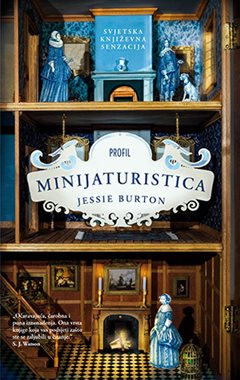 SVJETSKA
KNJIŽEVNA
SENZACIJA
PROFIL
MINIJATURISTICA
JESSIE BURTON
„Očaravajuća, čarobna i
puna iznenađenja. Ona vrsta
knjige koja vas podsjeti zašto
ste se zaljubili u čitanje.”
S. J. Watson